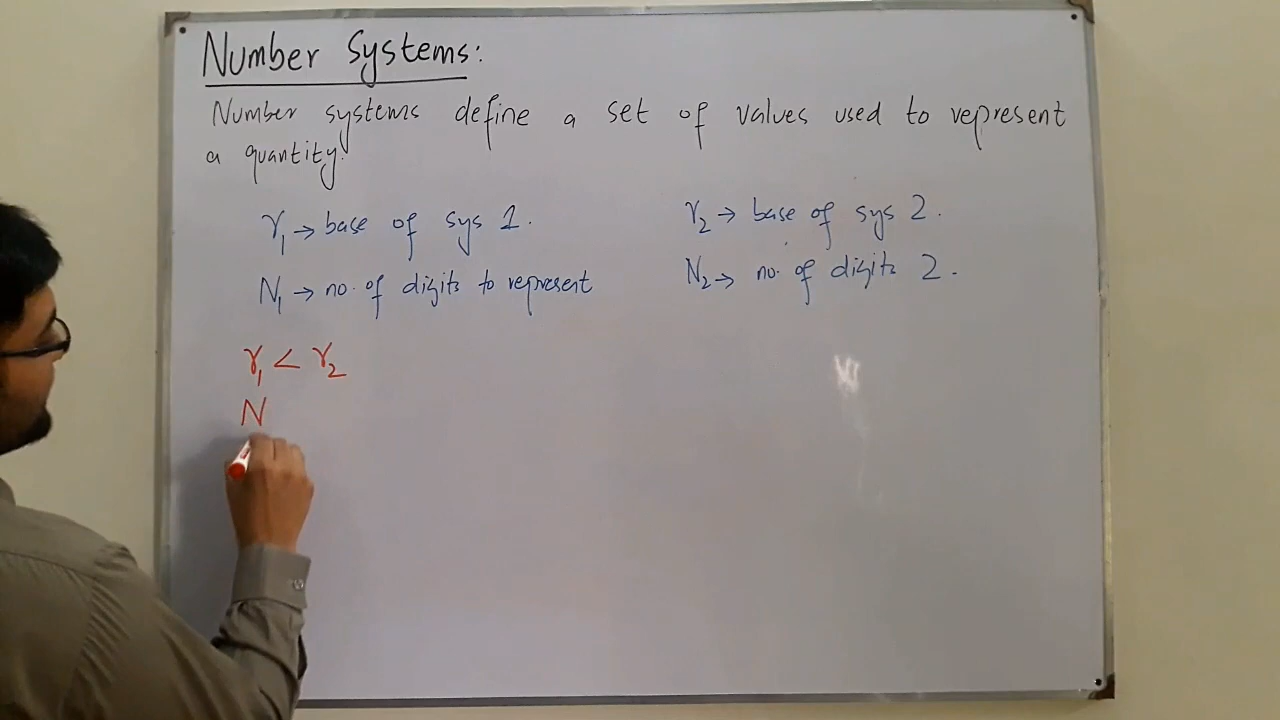 Number Systems:
Number systems define a set of values used to represent
a quantity.
r₁ → base of sys 1.
N₁ → no. of digits to represent
r₂ → base of sys 2.
N₂ → no. of digits 2.
r₁ < r₂
N